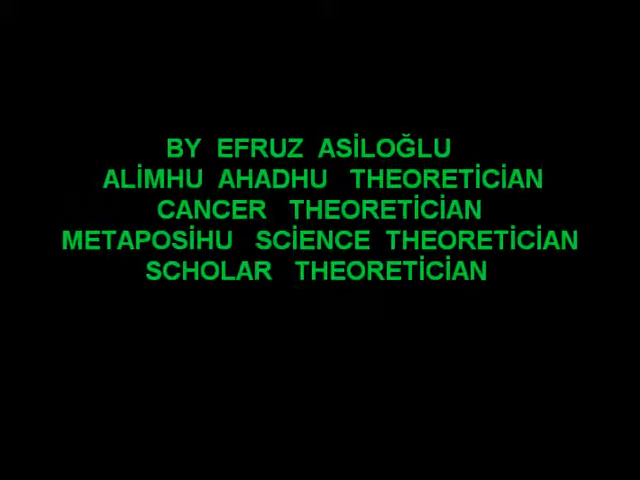 BY EFRUZ ASİLOĞLU
ALİMHU AHADHU THEORETİCİAN
CANCER THEORETİCİAN
METAPOSİHU SCİENCE THEORETİCİAN
SCHOLAR THEORETİCİAN